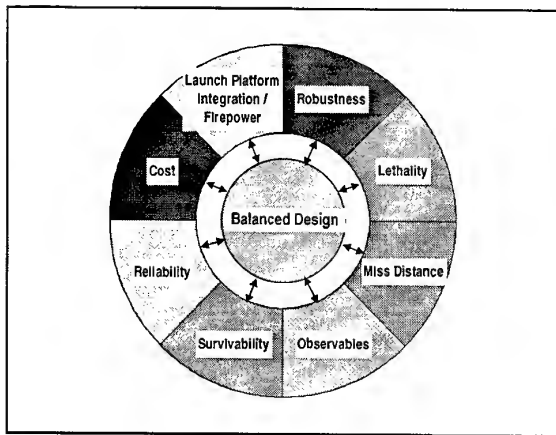 Launch Platform
Integration /
Firepower
Robustness
Cost
Lethality
Balanced Design
Reliability
Miss Distance
Survivability
Observables